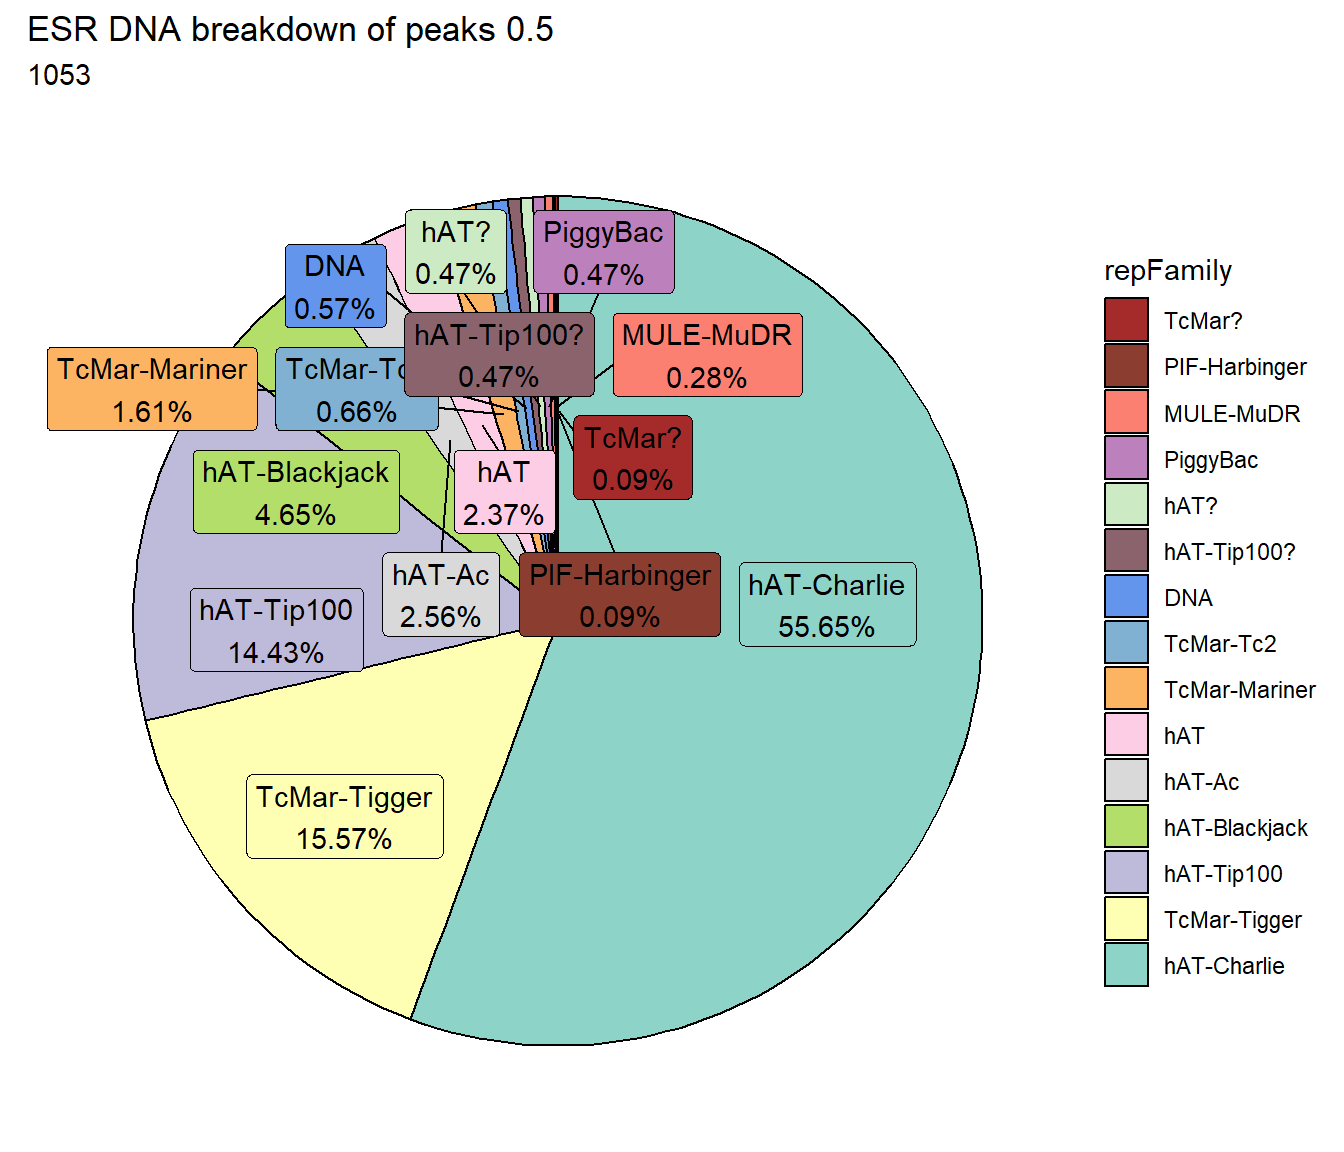 ESR DNA breakdown of peaks 0.5
1053
hAT?
0.47%
PiggyBac
0.47%
DNA
0.57%
hAT-Tip100?
0.47%
MULE-MuDR
0.28%
TcMar-Mariner
1.61%
TcMar-Tc
0.66%
TcMar?
0.09%
hAT-Blackjack
4.65%
hAT
2.37%
hAT-Ac
2.56%
PIF-Harbinger
0.09%
hAT-Charlie
55.65%
hAT-Tip100
14.43%
TcMar-Tigger
15.57%
repFamily
TcMar?
PIF-Harbinger
MULE-MuDR
PiggyBac
hAT?
hAT-Tip100?
DNA
TcMar-Tc2
TcMar-Mariner
hAT
hAT-Ac
hAT-Blackjack
hAT-Tip100
TcMar-Tigger
hAT-Charlie